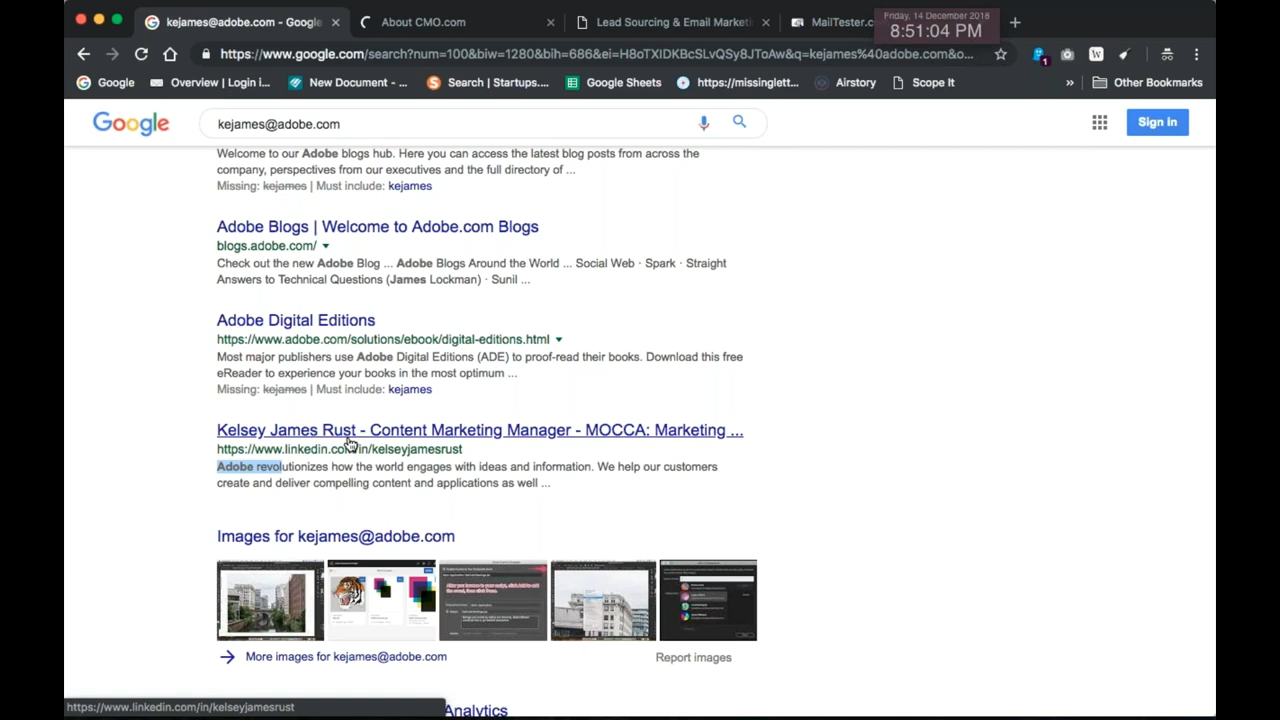 kejames@adobe.com - Google
About CMO.com
Lead Sourcing & Email Marketi
MailTester.c
Friday, 14 December 2018
8:51:04 PM
https://www.google.com/search?num=100&biw=1280&bih=686&ei=H8oTXIDKBcSLvQSy8JToAw&q=kejames%40adobe.com&o...
1
Google
Overview | Login i...
New Document - ...
Search | Startups....
Google Sheets
https://missinglett...
Airstory
Scope It
»
Other Bookmarks
Google
kejames@adobe.com
Sign in
Welcome to our Adobe blogs hub. Here you can access the latest blog posts from across the
company, perspectives from our executives and the full directory of ...
Missing: kejames | Must include: kejames
Adobe Blogs | Welcome to Adobe.com Blogs
blogs.adobe.com/
Check out the new Adobe Blog ... Adobe Blogs Around the World ... Social Web · Spark · Straight
Answers to Technical Questions (James Lockman) · Sunil ...
Adobe Digital Editions
https://www.adobe.com/solutions/ebook/digital-editions.html
Most major publishers use Adobe Digital Editions (ADE) to proof-read their books. Download this free
eReader to experience your books in the most optimum ...
Missing: kejames | Must include: kejames
Kelsey James Rust - Content Marketing Manager - MOCCA: Marketing ...
https://www.linkedin.com/in/kelseyjamesrust
Adobe revolutionizes how the world engages with ideas and information. We help our customers
create and deliver compelling content and applications as well ...
Images for kejames@adobe.com
More images for kejames@adobe.com
Report images
https://www.linkedin.com/in/kelseyjamesrust
Analytics